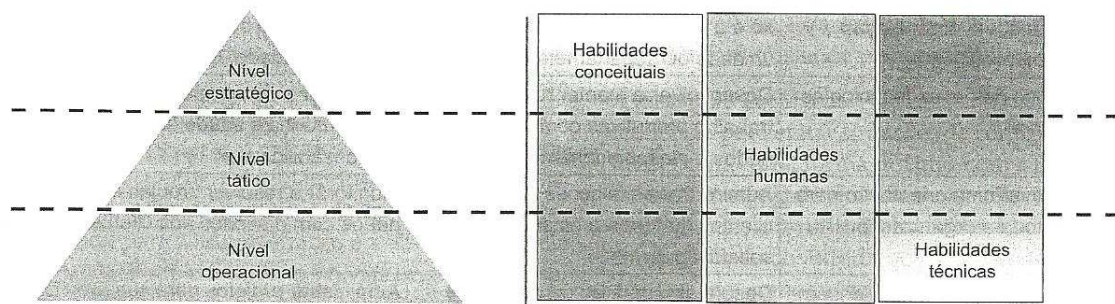 Nível
estratégico
Nível
tático
Nível
operacional
Habilidades
conceituais
Habilidades
humanas
Habilidades
técnicas